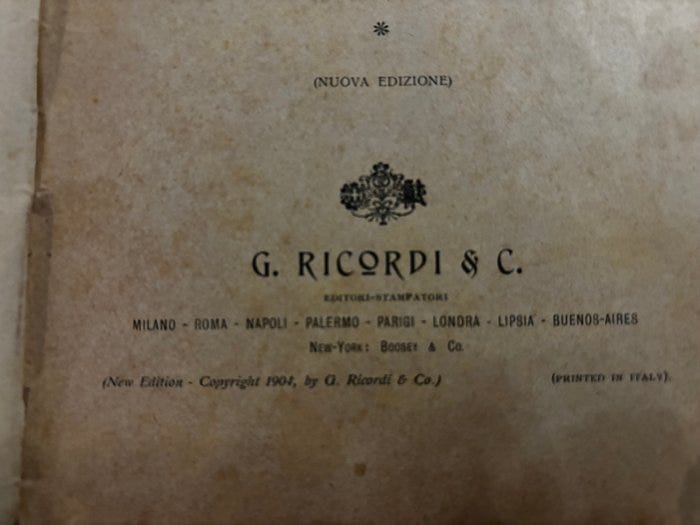 (NUOVA EDIZIONE)
G. RICORDI & C.
EDITORI-STAMPATORI
MILANO - ROMA - NAPOLI - PALERMO - PARIGI - LONDRA - LIPSIA - BUENOS-AIRES
NEW-YORK: BOOSEY & Co.
(New Edition - Copyright 1904, by G. Ricordi & Co.)
(PRINTED IN ITALY).